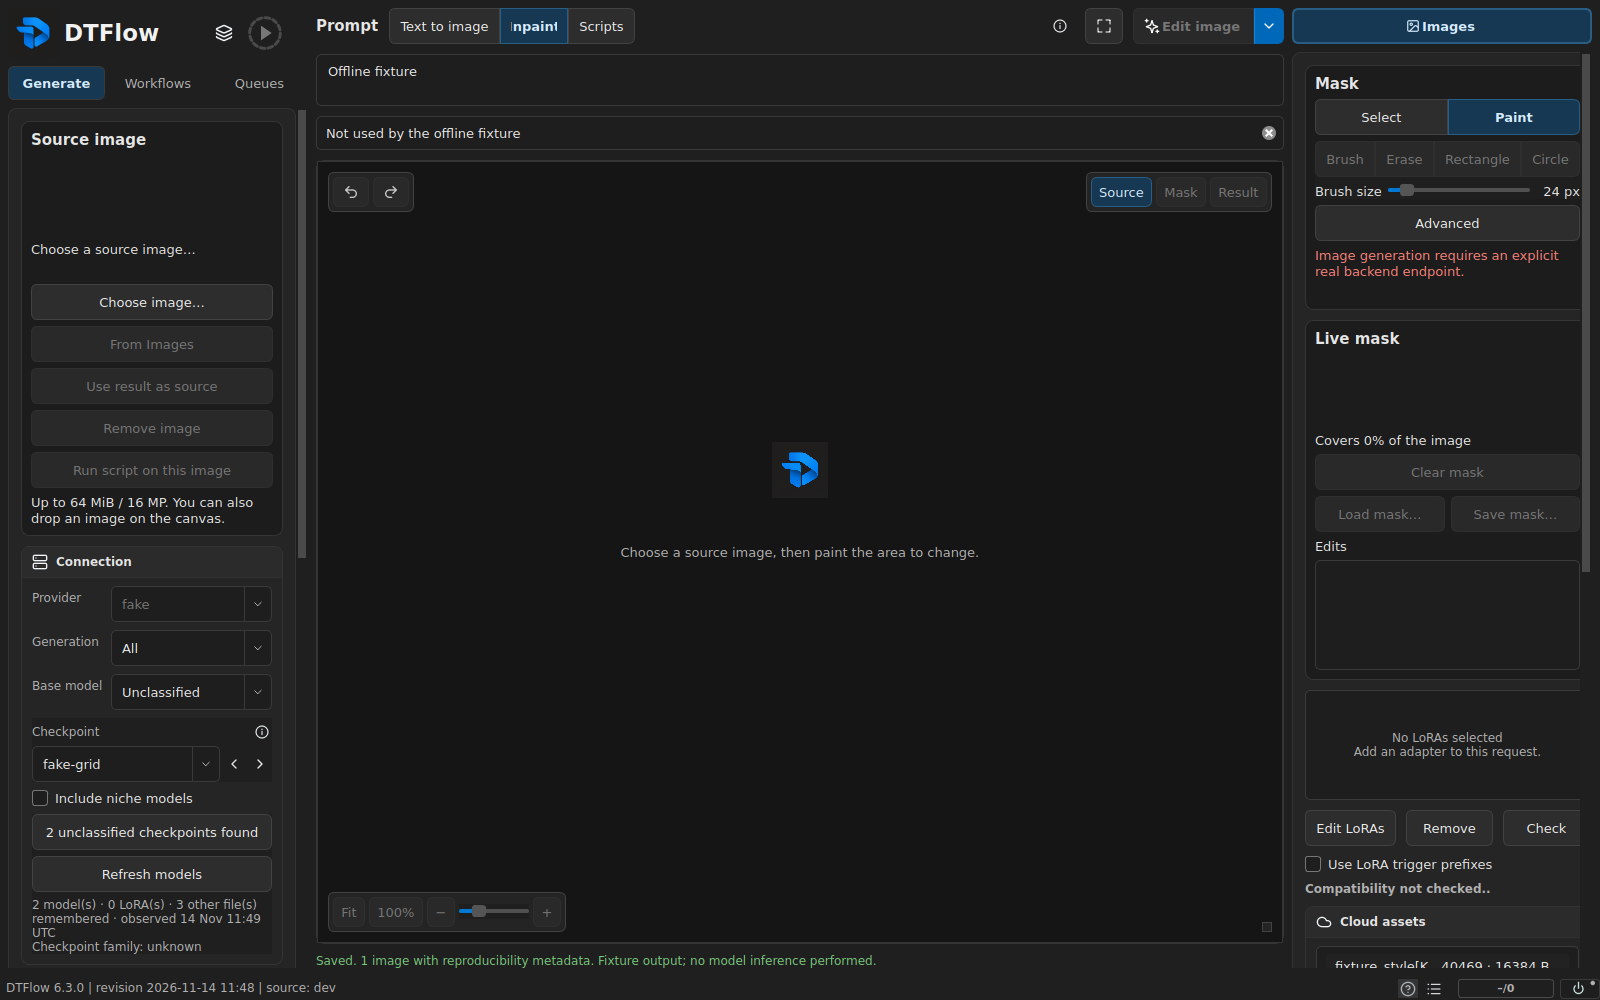 DTFlow
Generate
Workflows
Queues
Source image
Choose a source image...
Choose image...
From Images
Use result as source
Remove image
Run script on this image
Up to 64 MiB / 16 MP. You can also
drop an image on the canvas.
Connection
Provider
fake
Generation
All
Base model
Unclassified
Checkpoint
fake-grid
Include niche models
2 unclassified checkpoints found
Refresh models
2 model(s) · 0 LoRA(s) · 3 other file(s)
remembered · observed 14 Nov 11:49
UTC
Checkpoint family: unknown
Prompt
Text to image
Inpaint
Scripts
Edit image
Offline fixture
Not used by the offline fixture
Source
Mask
Result
Choose a source image, then paint the area to change.
Fit
100%
−
+
Saved. 1 image with reproducibility metadata. Fixture output; no model inference performed.
Images
Mask
Select
Paint
Brush
Erase
Rectangle
Circle
Brush size
24 px
Advanced
Image generation requires an explicit
real backend endpoint.
Live mask
Covers 0% of the image
Clear mask
Load mask...
Save mask...
Edits
No LoRAs selected
Add an adapter to this request.
Edit LoRAs
Remove
Check
Use LoRA trigger prefixes
Compatibility not checked..
Cloud assets
fixture_style[K... 40469 · 16384 B
DTFlow 6.3.0 | revision 2026-11-14 11:48 | source: dev
–/0